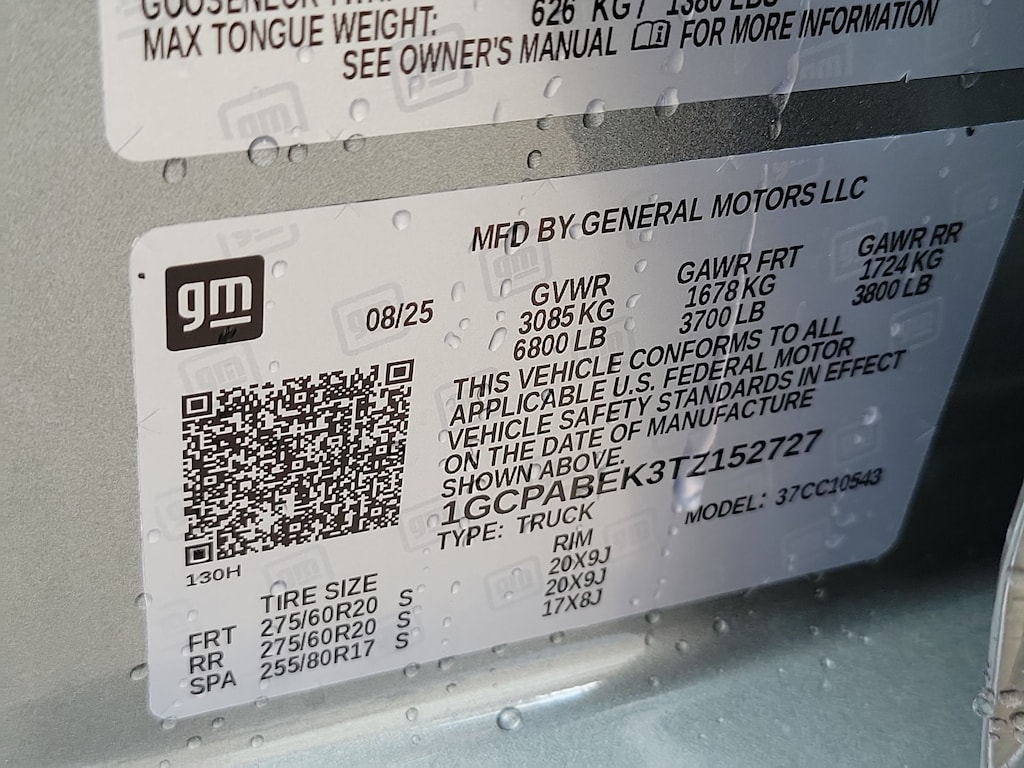 MAX TONGUE WEIGHT: 626 KG / 1380 LBS
SEE OWNER'S MANUAL FOR MORE INFORMATION
MFD BY GENERAL MOTORS LLC
gm
08/25
GVWR GAWR FRT GAWR RR
3085 KG 1678 KG 1724 KG
6800 LB 3700 LB 3800 LB
THIS VEHICLE CONFORMS TO ALL
APPLICABLE U.S. FEDERAL MOTOR
VEHICLE SAFETY STANDARDS IN EFFECT
ON THE DATE OF MANUFACTURE
SHOWN ABOVE.
1GCPABEK3TZ152727
TYPE: TRUCK MODEL: 37CC10543
130H
TIRE SIZE RIM
FRT 275/60R20 S 20X9J
RR 275/60R20 S 20X9J
SPA 255/80R17 S 17X8J